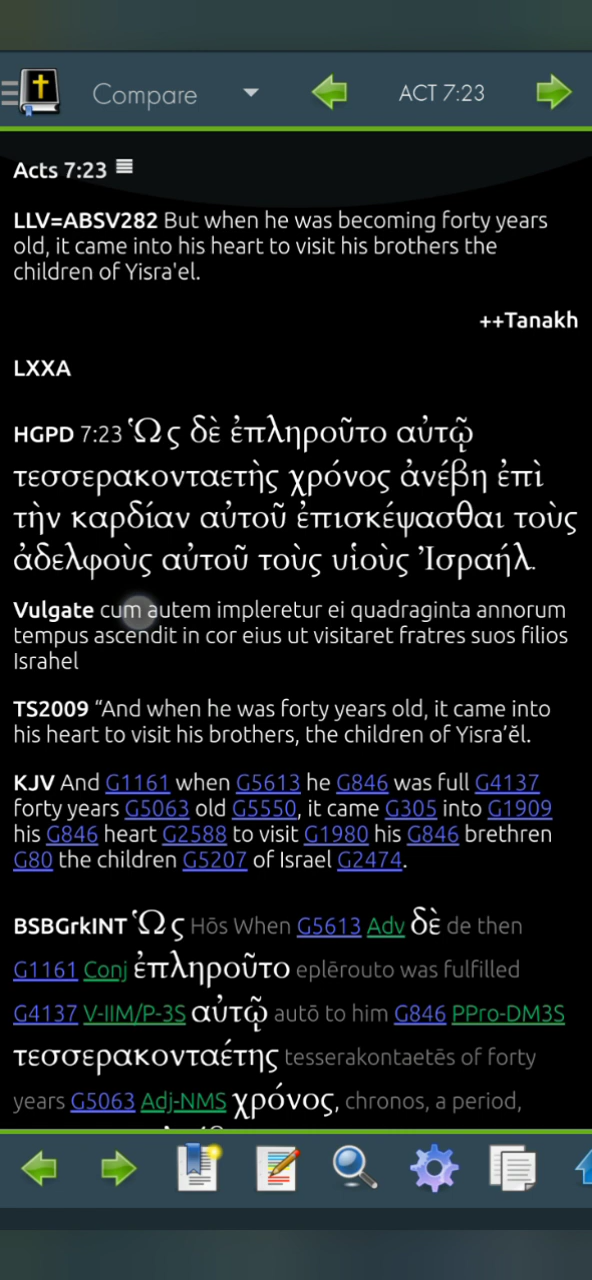 Compare
ACT 7:23
Acts 7:23
LLV=ABSV282 But when he was becoming forty years
old, it came into his heart to visit his brothers the
children of Yisra'el.
++Tanakh
LXXA
HGPD 7:23 Ὡς δὲ ἐπληροῦτο αὐτῷ
τεσσερακονταετὴς χρόνος ἀνέβη ἐπὶ
τὴν καρδίαν αὐτοῦ ἐπισκέψασθαι τοὺς
ἀδελφοὺς αὐτοῦ τοὺς υἱοὺς Ἰσραήλ.
Vulgate cum autem impleretur ei quadraginta annorum
tempus ascendit in cor eius ut visitaret fratres suos filios
Israhel
TS2009 “And when he was forty years old, it came into
his heart to visit his brothers, the children of Yisra’ĕl.
KJV And G1161 when G5613 he G846 was full G4137
forty years G5063 old G5550, it came G305 into G1909
his G846 heart G2588 to visit G1980 his G846 brethren
G80 the children G5207 of Israel G2474.
BSBGrkINT Ὡς Hōs When G5613 Adv δὲ de then
G1161 Conj ἐπληροῦτο eplērouto was fulfilled
G4137 V-IIM/P-3S αὐτῷ autō to him G846 PPro-DM3S
τεσσερακονταέτης tesserakontaetēs of forty
years G5063 Adj-NMS χρόνος, chronos, a period,